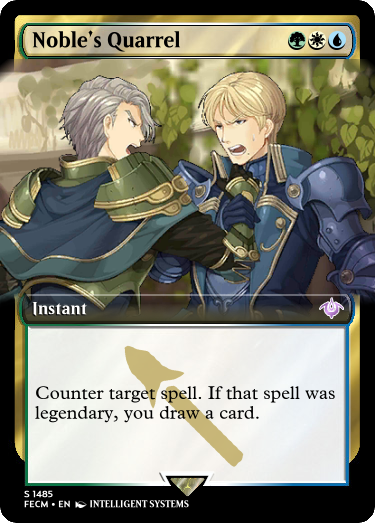 Noble's Quarrel
Instant
Counter target spell. If that spell was
legendary, you draw a card.
S 1485
FECM • EN INTELLIGENT SYSTEMS